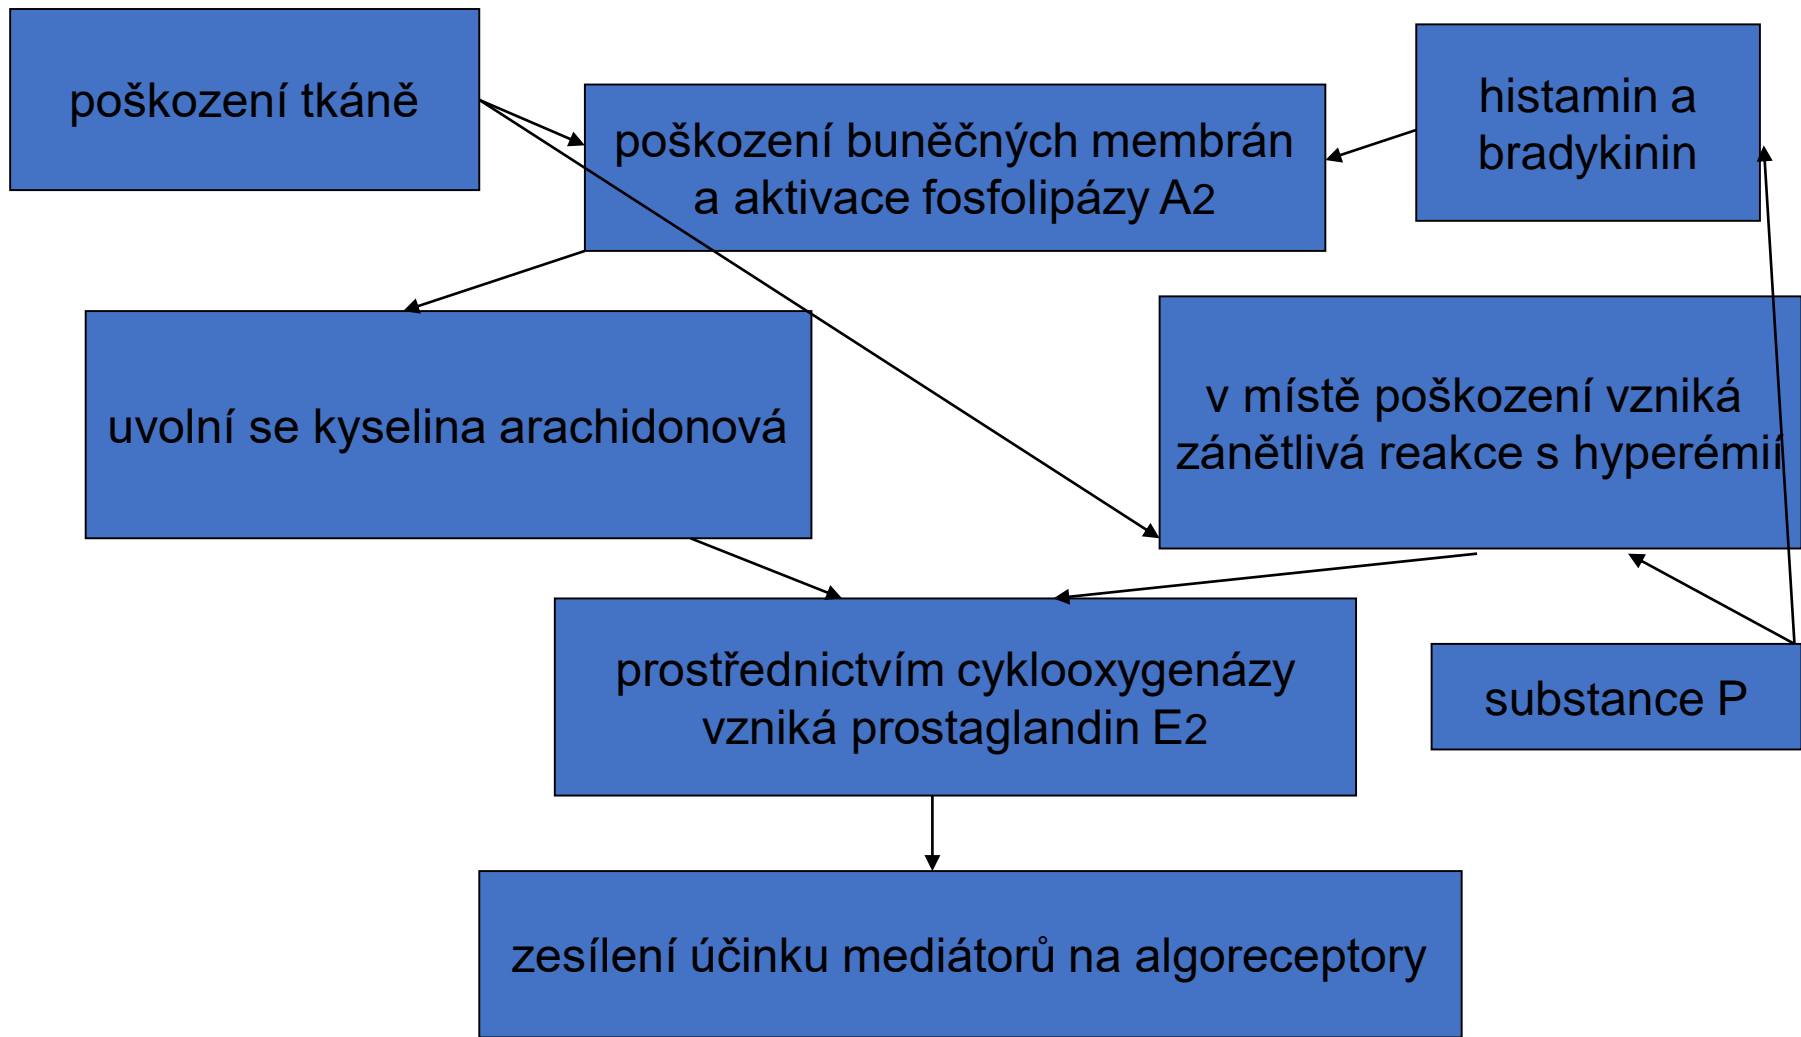 poškození tkáně
poškození buněčných membrán
a aktivace fosfolipázy A2
histamin a
bradykinin
uvolní se kyselina arachidonová
v místě poškození vzniká
zánětlivá reakce s hyperémií
prostřednictvím cyklooxygenázy
vzniká prostaglandin E2
substance P
zesílení účinku mediátorů na algoreceptory